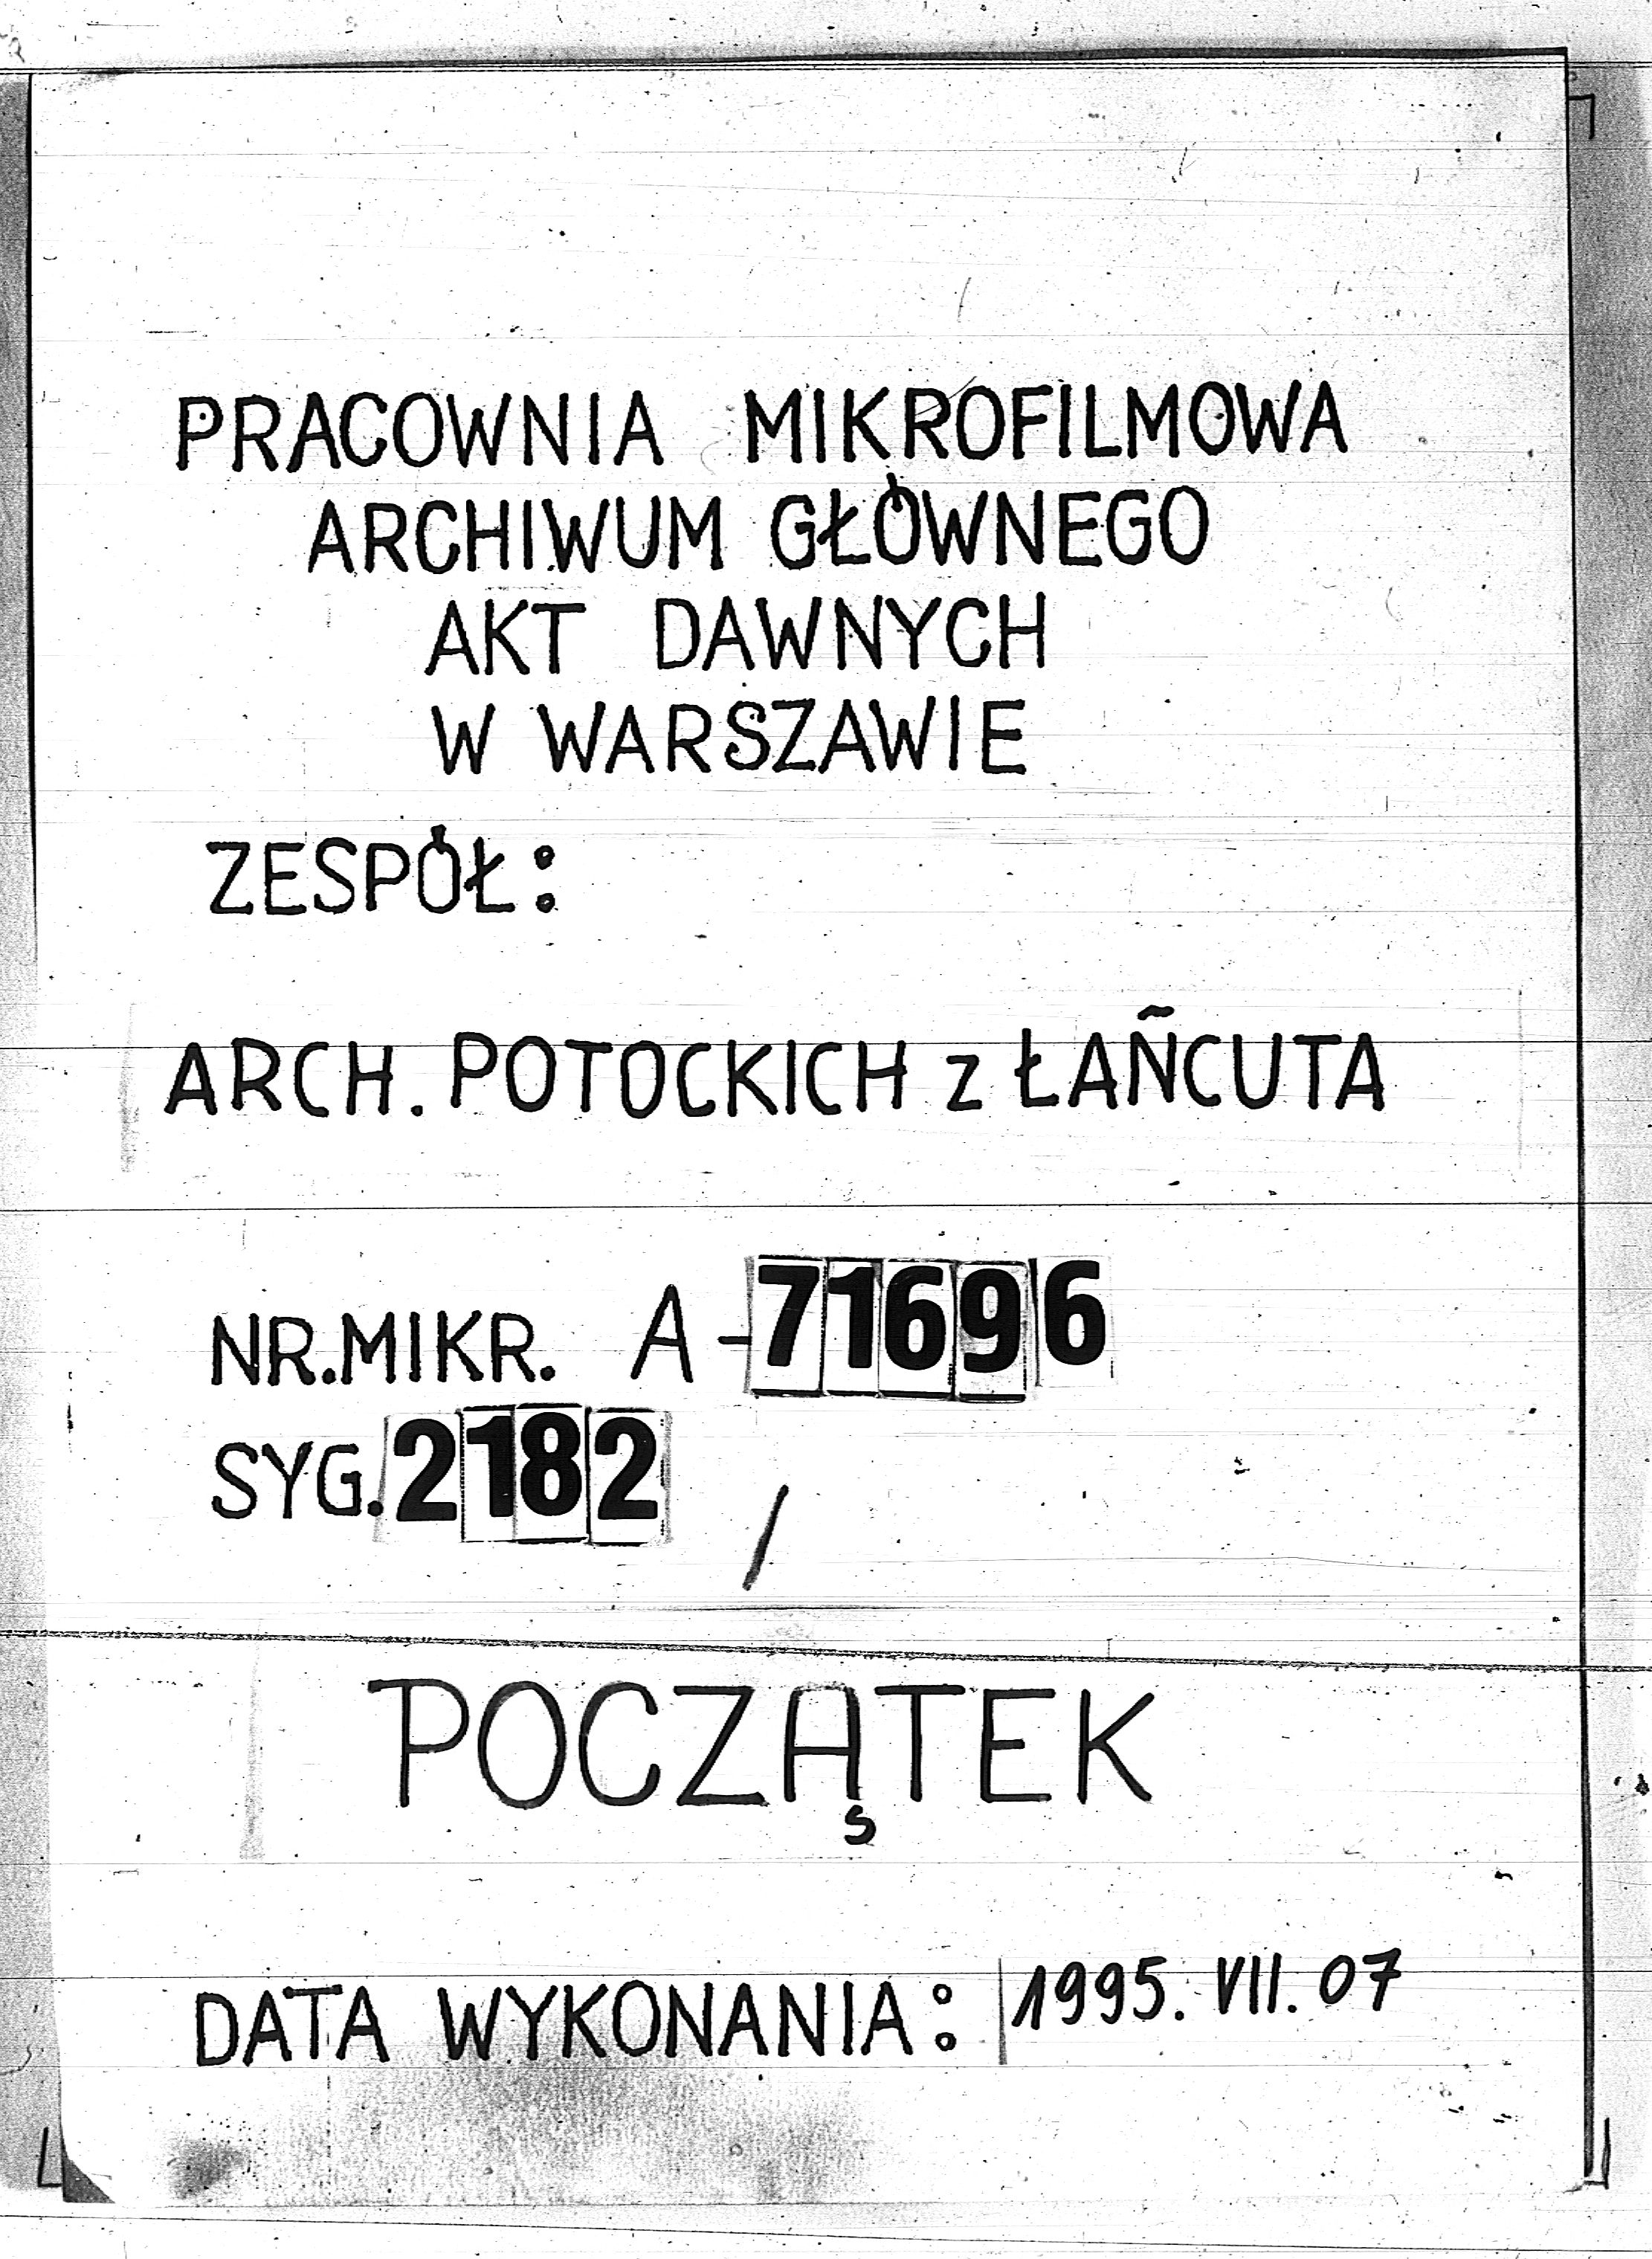 PRACOWNIA MIKROFILMOWA
ARCHIWUM GŁÓWNEGO
AKT DAWNYCH
W WARSZAWIE
ZESPÓŁ:
ARCH. POTOCKICH z ŁAÑCUTA
NR. MIKR. A-71696
SYG. 2182 /
POCZĄTEK
DATA WYKONANIA: 1995. VII. 07